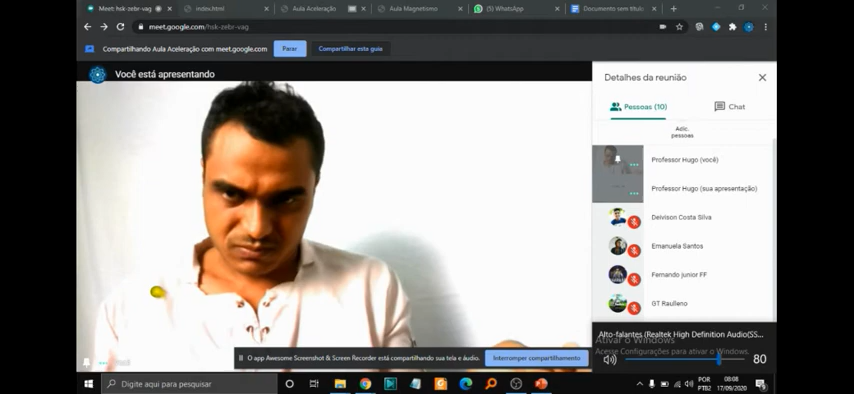 Meet: hsk-zebr-vag
index.html
Aula Aceleração
Aula Magnetismo
(5) WhatsApp
Documento sem título
meet.google.com/hsk-zebr-vag
Compartilhando Aula Aceleração com meet.google.com
Parar
Compartilhar esta guia
Você está apresentando
Detalhes da reunião
Pessoas (10)
Chat
Adic.
pessoas
Professor Hugo (você)
Professor Hugo (sua apresentação)
Deivison Costa Silva
Emanuela Santos
Fernando junior FF
GT Raulleno
Alto-falantes (Realtek High Definition Audio(SS...
Ativar o Windows
Acesse Configurações para ativar o Windows.
80
O app Awesome Screenshot & Screen Recorder está compartilhando sua tela e áudio.
Interromper compartilhamento
Digite aqui para pesquisar
POR
PTB2
08:08
17/09/2020